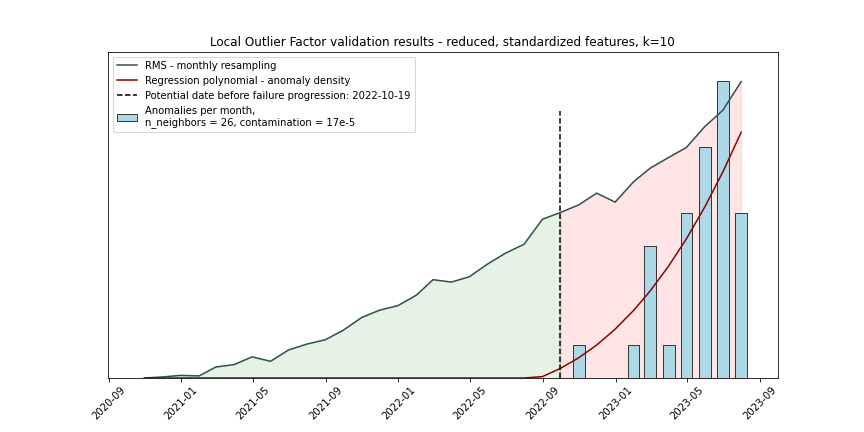 Local Outlier Factor validation results - reduced, standardized features, k=10
RMS - monthly resampling
Regression polynomial - anomaly density
Potential date before failure progression: 2022-10-19
Anomalies per month,
n_neighbors = 26, contamination = 17e-5
2020-09
2021-01
2021-05
2021-09
2022-01
2022-05
2022-09
2023-01
2023-05
2023-09